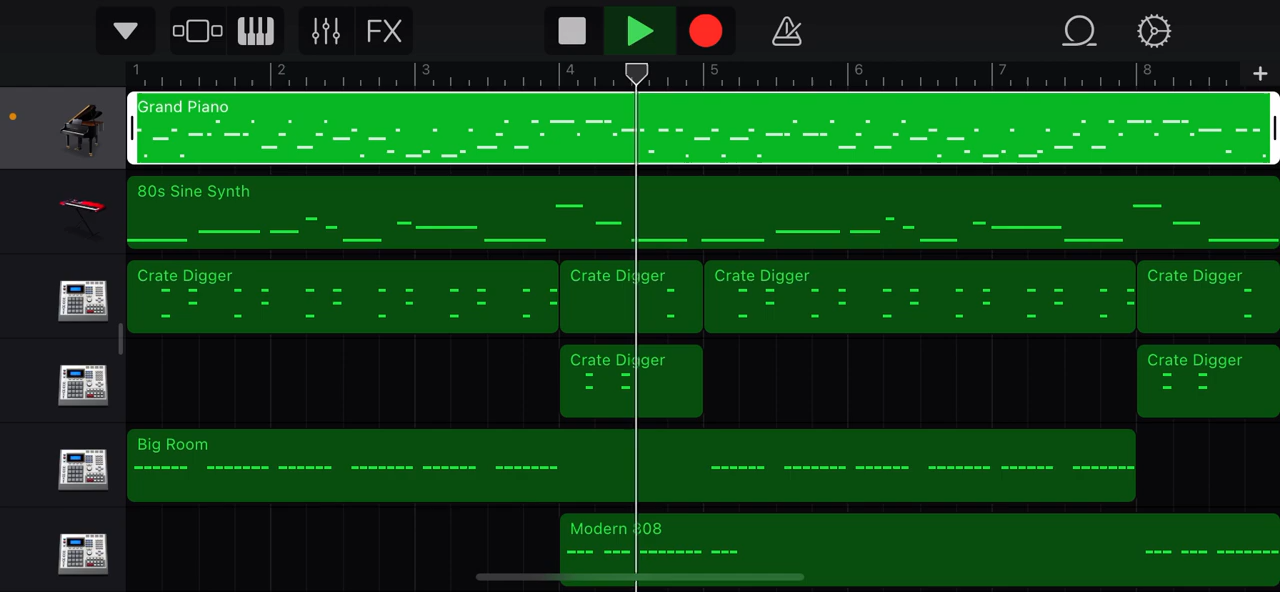 FX
1 2 3 4 5 6 7 8
Grand Piano
80s Sine Synth
Crate Digger Crate Digger Crate Digger Crate Digger
Crate Digger Crate Digger
Big Room
Modern 808